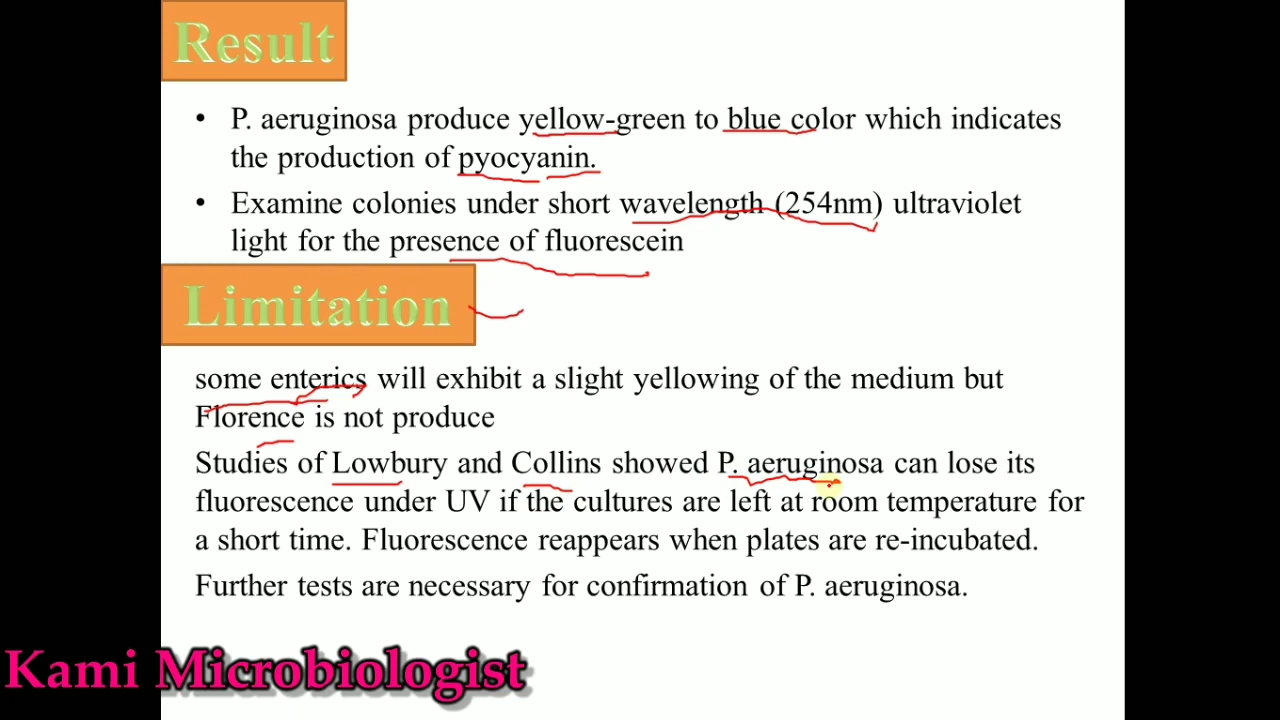 Result
• P. aeruginosa produce yellow-green to blue color which indicates
the production of pyocyanin.
• Examine colonies under short wavelength (254nm) ultraviolet
light for the presence of fluorescein
Limitation
some enterics will exhibit a slight yellowing of the medium but
Florence is not produce
Studies of Lowbury and Collins showed P. aeruginosa can lose its
fluorescence under UV if the cultures are left at room temperature for
a short time. Fluorescence reappears when plates are re-incubated.
Further tests are necessary for confirmation of P. aeruginosa.
Kami Microbiologist